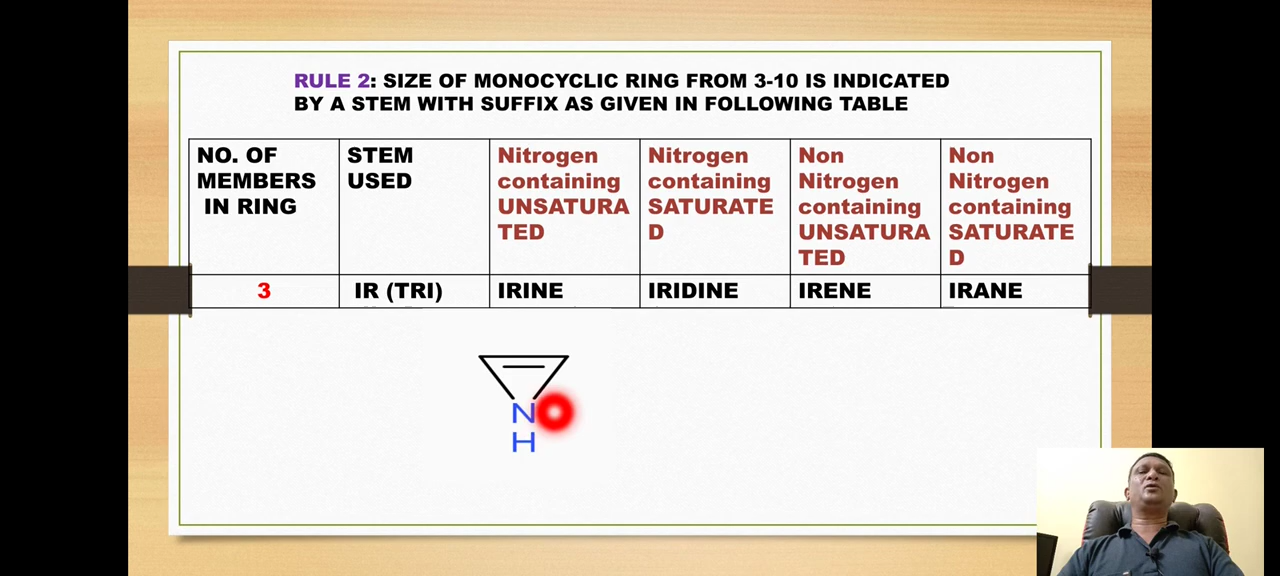 RULE 2: SIZE OF MONOCYCLIC RING FROM 3-10 IS INDICATED
BY A STEM WITH SUFFIX AS GIVEN IN FOLLOWING TABLE
NO. OF
MEMBERS
IN RING
STEM
USED
Nitrogen
containing
UNSATURA
TED
Nitrogen
containing
SATURATE
D
Non
Nitrogen
containing
UNSATURA
TED
Non
Nitrogen
containing
SATURATE
D
3
IR (TRI)
IRINE
IRIDINE
IRENE
IRANE
N
H